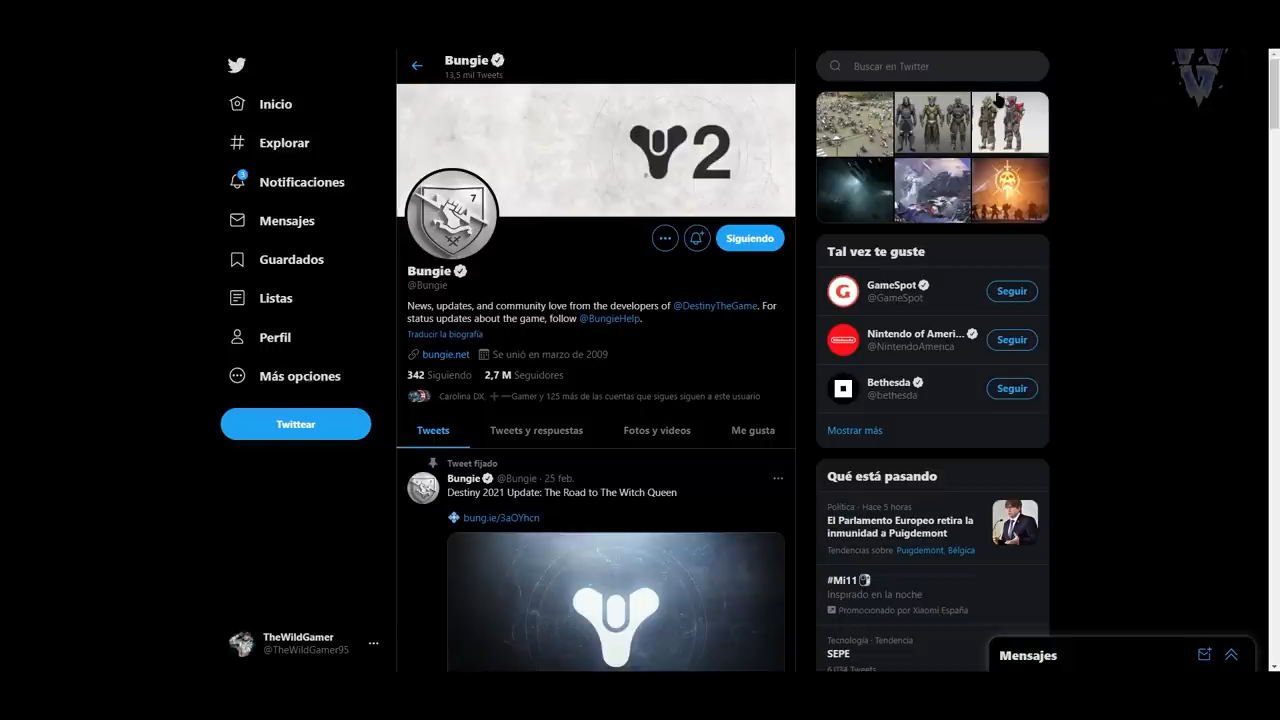 Inicio
Explorar
3
Notificaciones
Mensajes
Guardados
Listas
Perfil
Más opciones
Twittear
TheWildGamer
@TheWildGamer95
Bungie
13,5 mil Tweets
2
7
Siguiendo
Bungie
@Bungie
News, updates, and community love from the developers of @DestinyTheGame. For
status updates about the game, follow @BungieHelp.
Traducir la biografía
bungie.net Se unió en marzo de 2009
342 Siguiendo 2,7 M Seguidores
Carolina DX, -¦- —Gamer y 125 más de las cuentas que sigues siguen a este usuario
Tweets Tweets y respuestas Fotos y videos Me gusta
Tweet fijado
Bungie @Bungie · 25 feb.
Destiny 2021 Update: The Road to The Witch Queen
bung.ie/3aOYhcn
Buscar en Twitter
Tal vez te guste
GameSpot
@GameSpot
Seguir
Nintendo of Ameri...
@NintendoAmerica
Seguir
Bethesda
@bethesda
Seguir
Mostrar más
Qué está pasando
Política · Hace 5 horas
El Parlamento Europeo retira la
inmunidad a Puigdemont
Tendencias sobre Puigdemont, Bélgica
#Mi11
Inspirado en la noche
Promocionado por Xiaomi España
Tecnología · Tendencia
SEPE
6.034 Tweets
Mensajes